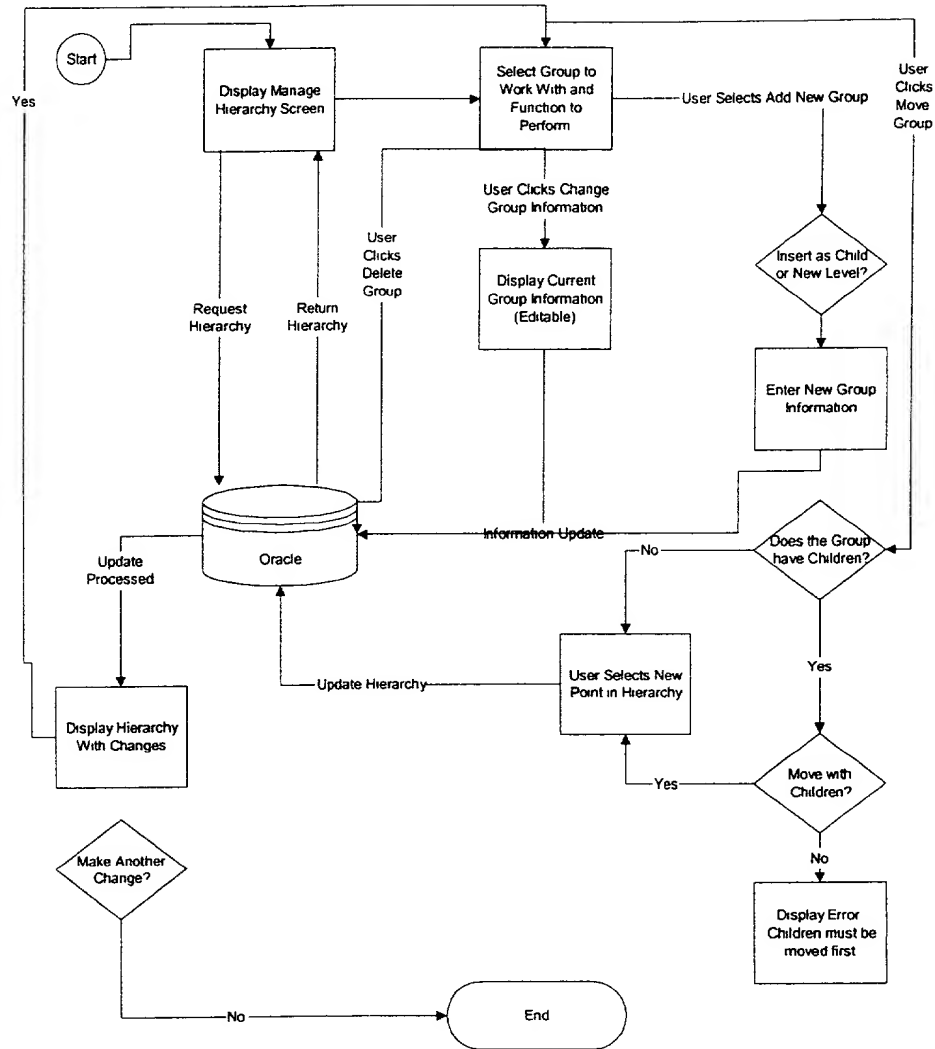 Start
Yes
Display Manage
Hierarchy Screen
Select Group to
Work With and
Function to
Perform
User Selects Add New Group
User
Clicks
Move
Group
User Clicks Change
Group Information
User
Clicks
Delete
Group
Insert as Child
or New Level?
Display Current
Group Information
(Editable)
Request
Hierarchy
Return
Hierarchy
Enter New Group
Information
Information Update
Oracle
Does the Group
have Children?
No
Update
Processed
Yes
User Selects New
Point in Hierarchy
Update Hierarchy
Display Hierarchy
With Changes
Move with
Children?
Yes
No
Make Another
Change?
Display Error
Children must be
moved first
No
End